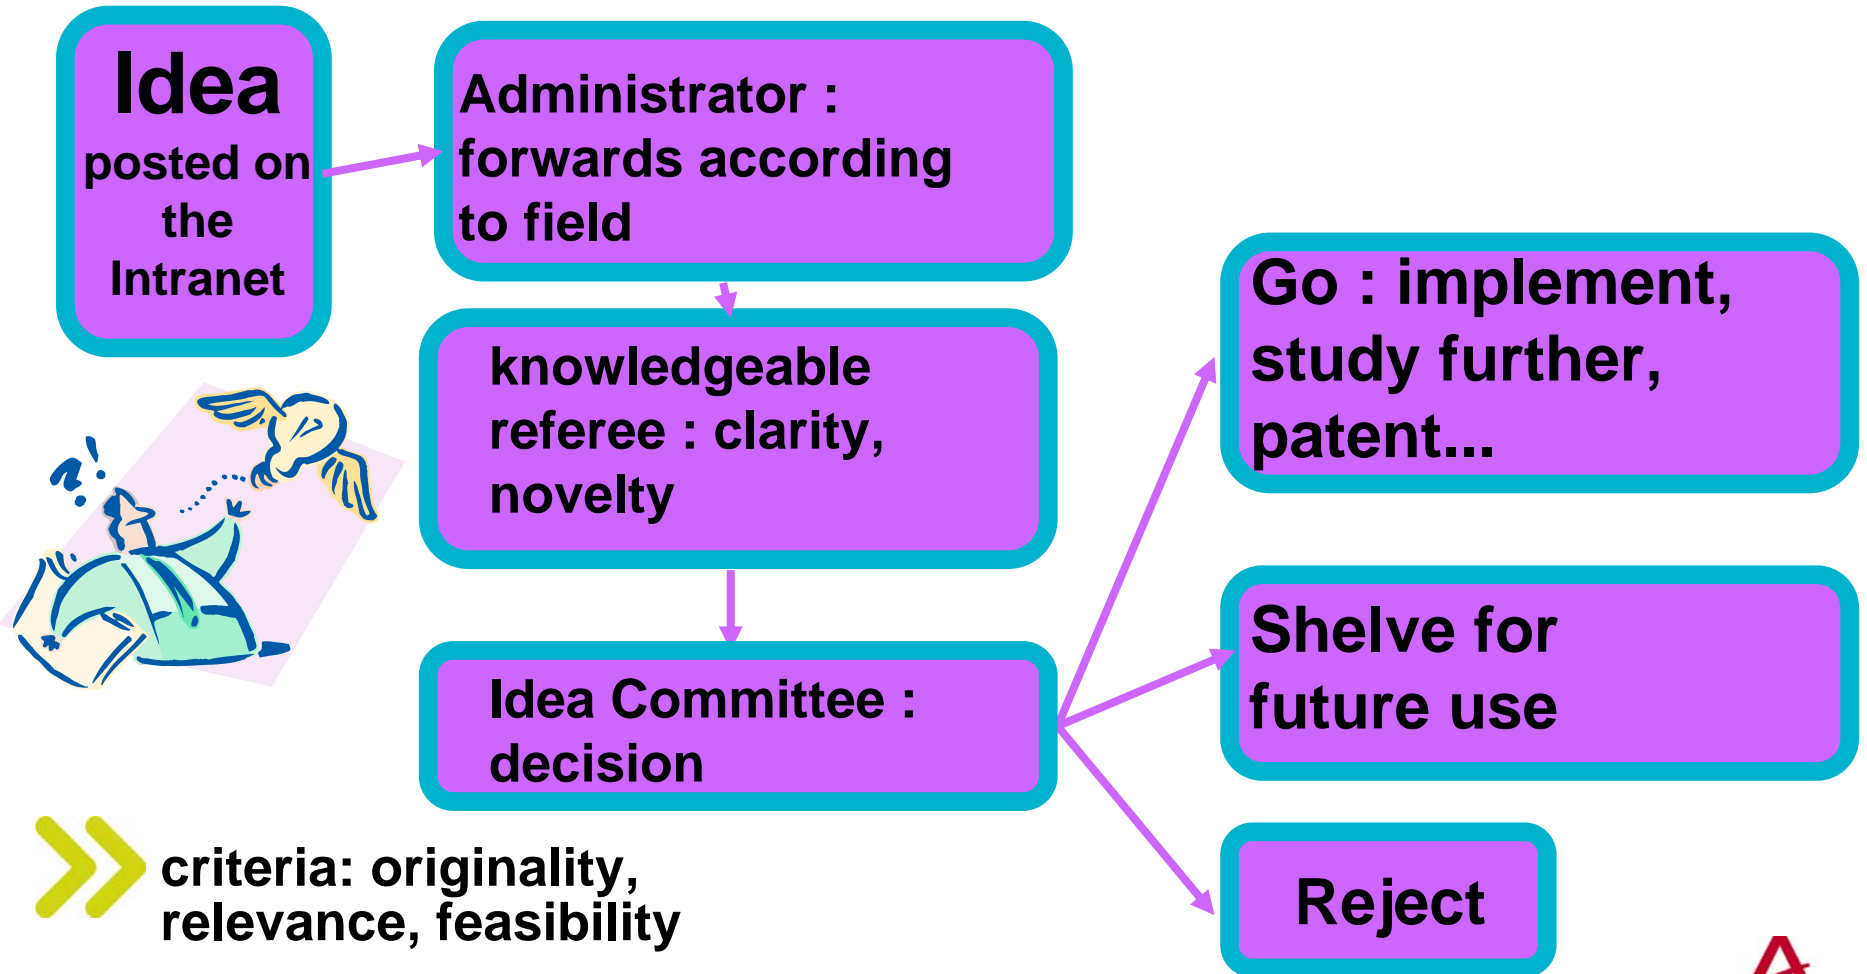 Idea
posted on
the
Intranet
Administrator :
forwards according
to field
knowledgeable
referee : clarity,
novelty
Idea Committee :
decision
Go : implement,
study further,
patent...
Shelve for
future use
Reject
?!
criteria: originality,
relevance, feasibility